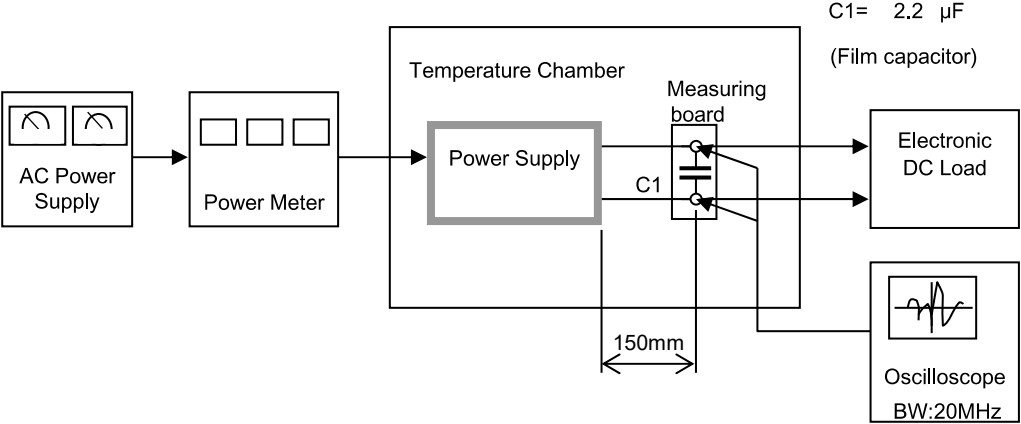 C1= 2.2 μF
(Film capacitor)
Temperature Chamber
Measuring
board
Power Supply
C1
AC Power
Supply
Power Meter
Electronic
DC Load
150mm
Oscilloscope
BW:20MHz